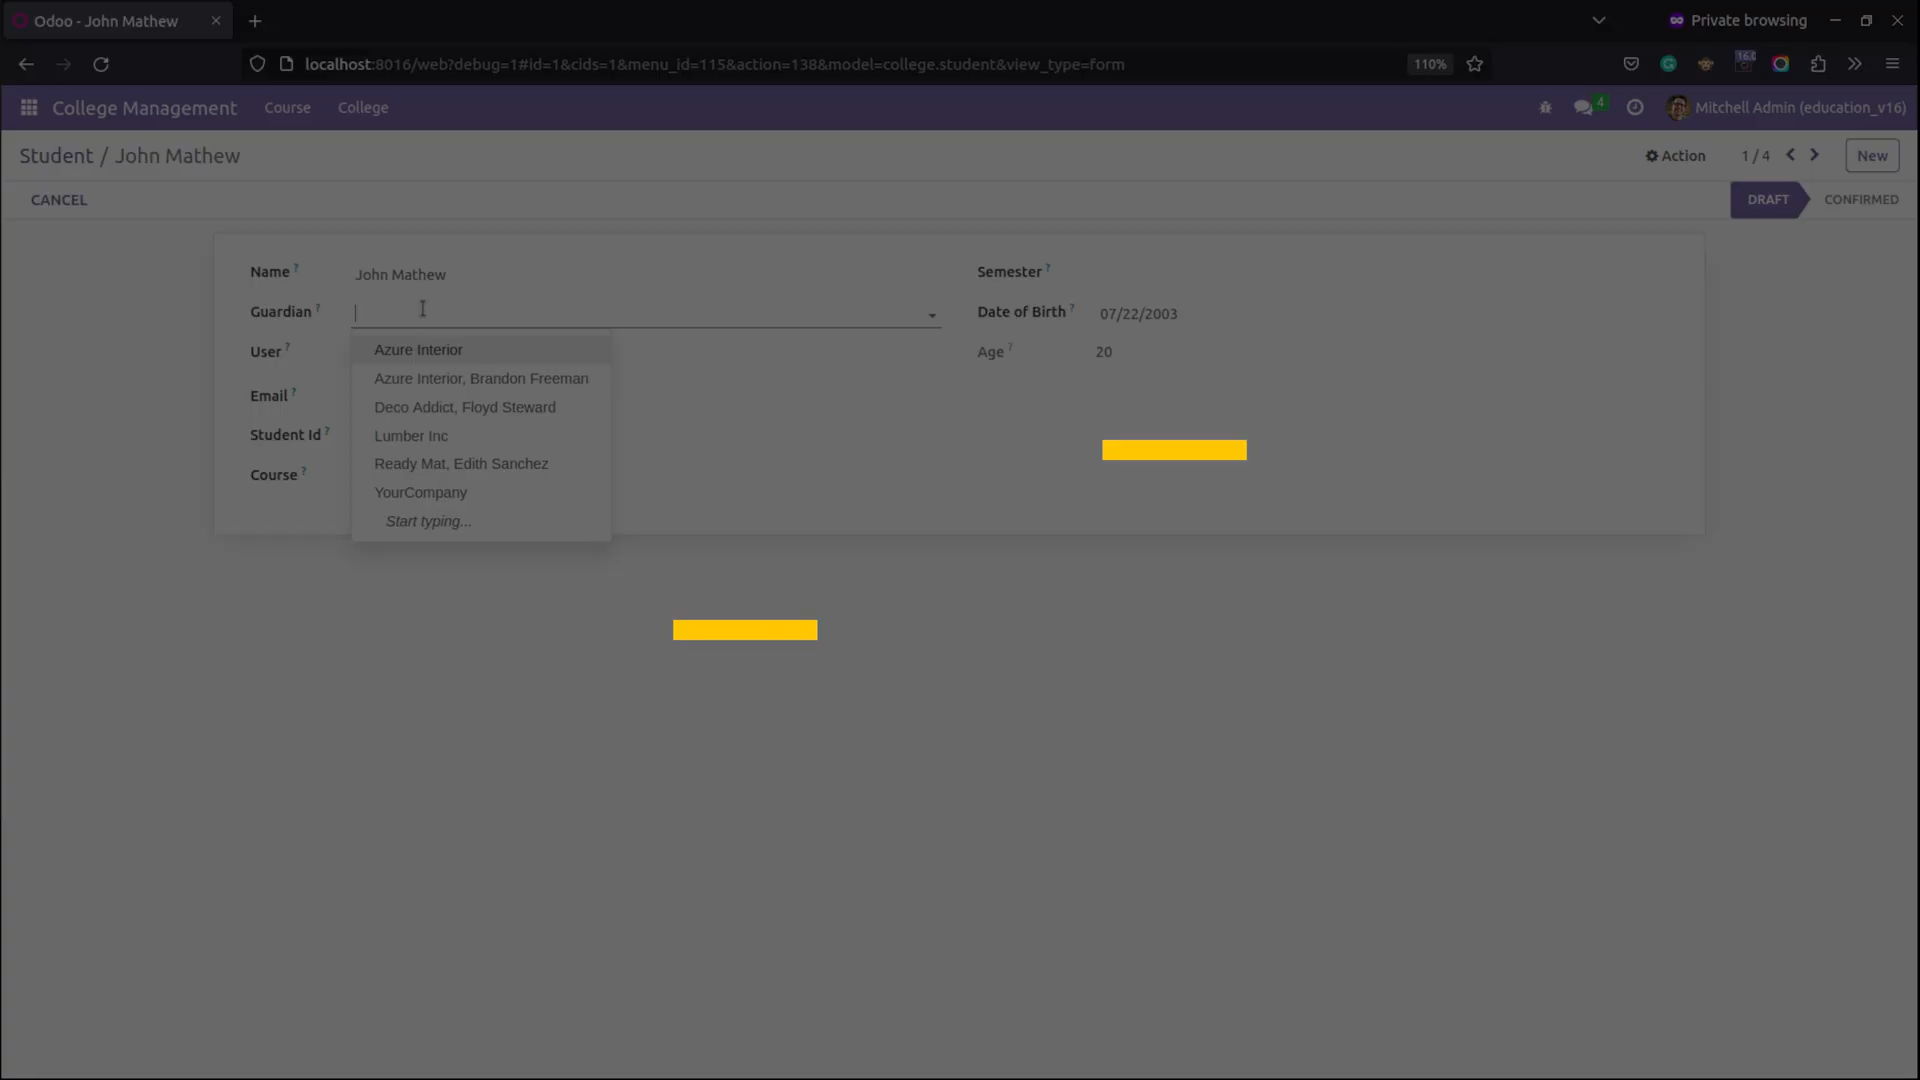 Odoo - John Mathew
Private browsing
localhost:8016/web?debug=1#id=1&cids=1&menu_id=115&action=138&model=college.student&view_type=form
110%
16.0
College Management Course College
4
Mitchell Admin (education_v16)
Student / John Mathew
Action
1 / 4
New
CANCEL
DRAFT
CONFIRMED
Name ?
John Mathew
Semester ?
Guardian ?
Date of Birth ?
07/22/2003
User ?
Azure Interior
Age ?
20
Azure Interior, Brandon Freeman
Email ?
Deco Addict, Floyd Steward
Student Id ?
Lumber Inc
Ready Mat, Edith Sanchez
Course ?
YourCompany
Start typing...